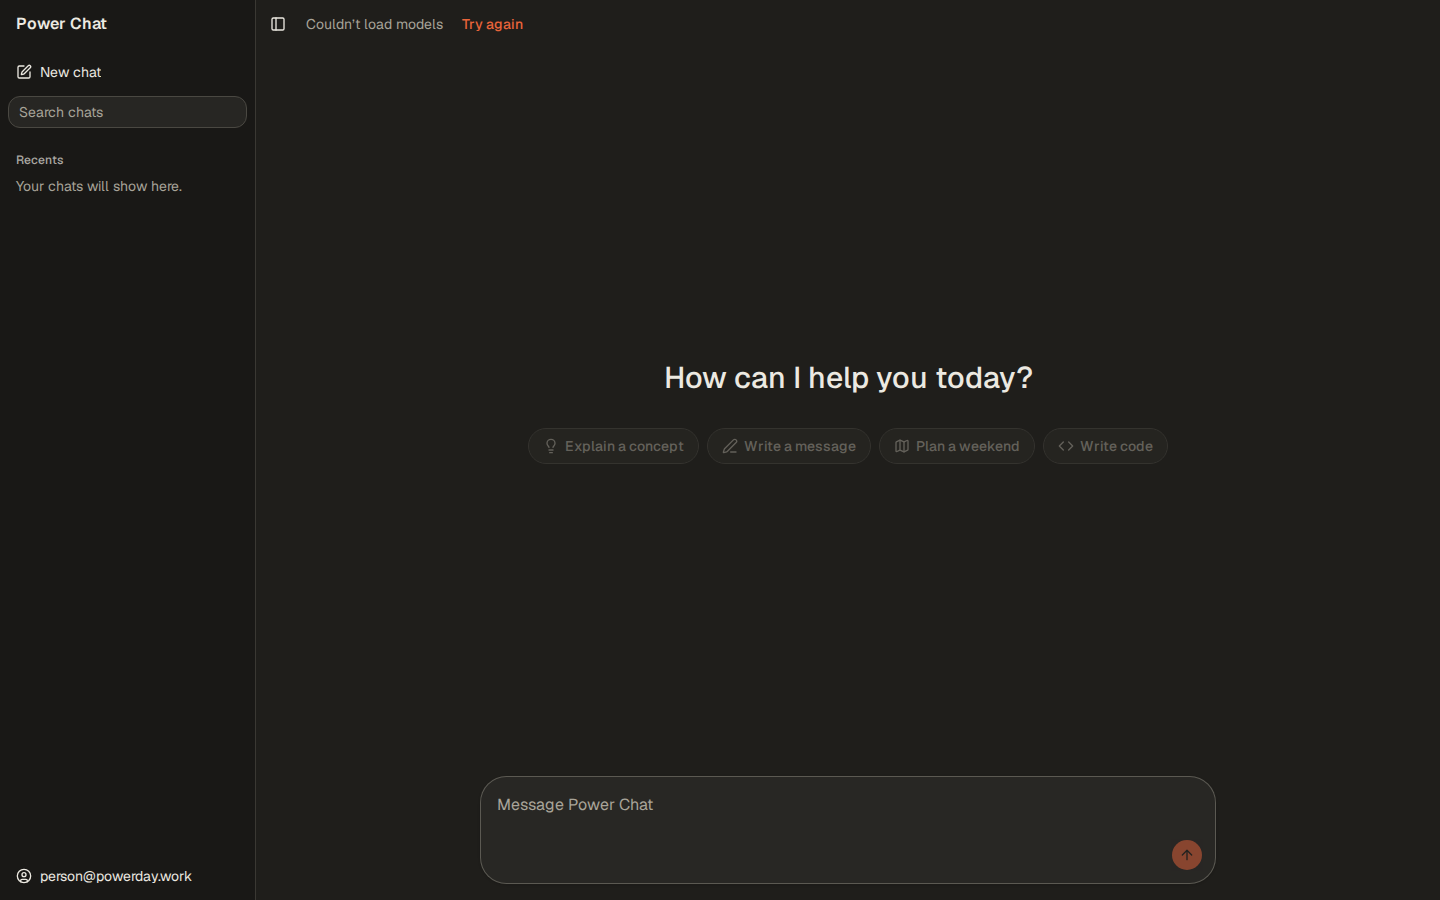 Power Chat
New chat
Search chats
Recents
Your chats will show here.
person@powerday.work
Couldn’t load models Try again
How can I help you today?
Explain a concept Write a message Plan a weekend Write code
Message Power Chat